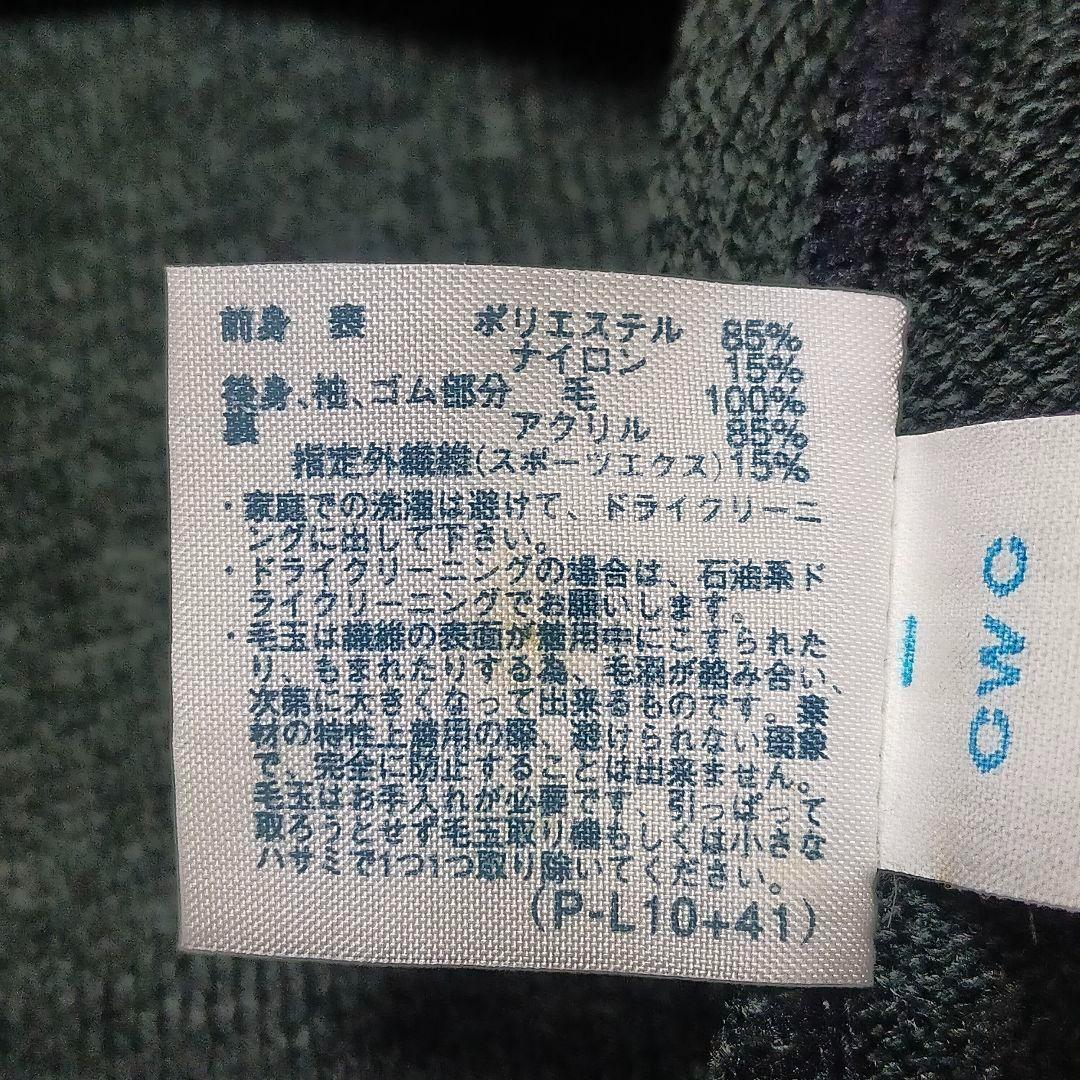 前身 表 ポリエステル 85%
ナイロン 15%
後身、袖、ゴム部分 毛 100%
裏 アクリル 85%
指定外繊維(スポーツエクス)15%
・家庭での洗濯は避けて、ドライクリーニ
ングに出して下さい。
・ドライクリーニングの場合は、石油系ド
ライクリーニングでお願いします。
・毛玉は繊維の表面が着用中にこすられた
り、もまれたりする為、毛羽が絡み合い、
次第に大きくなって出来るものです。素
材の特性上着用の際、避けられない現象
で、完全に防止する事は出来ません。
毛玉はお手入れが必要です、引っぱって
取ろうとせず毛玉取り機もしくは小さな
ハサミで1つ1つ取り除いてください。
(P-L10+41)